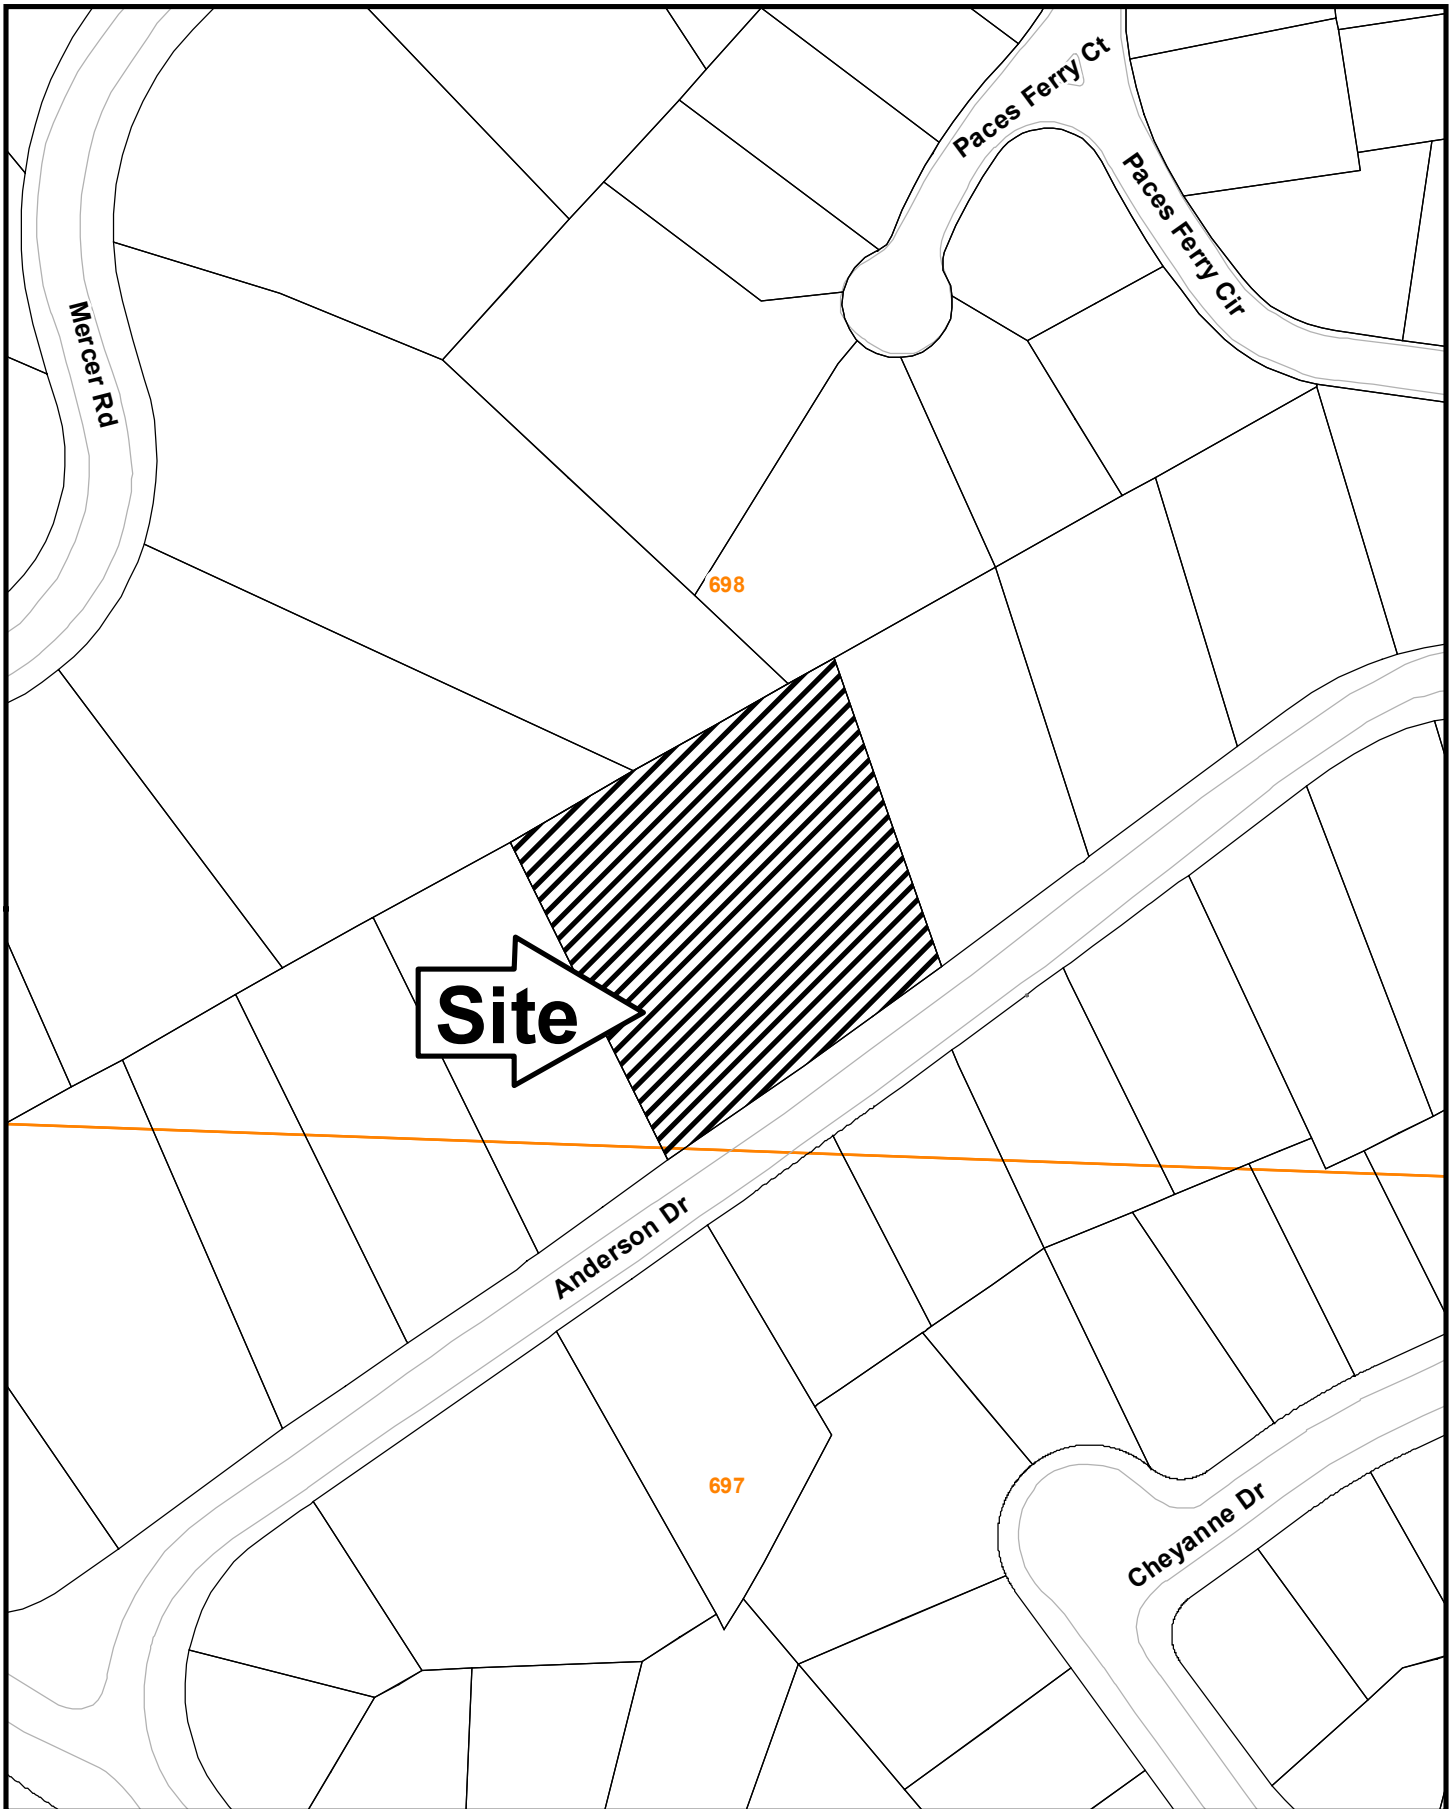 Paces Ferry Ct
Paces Ferry Cir
Mercer Rd
698
Site
Anderson Dr
697
Cheyanne Dr